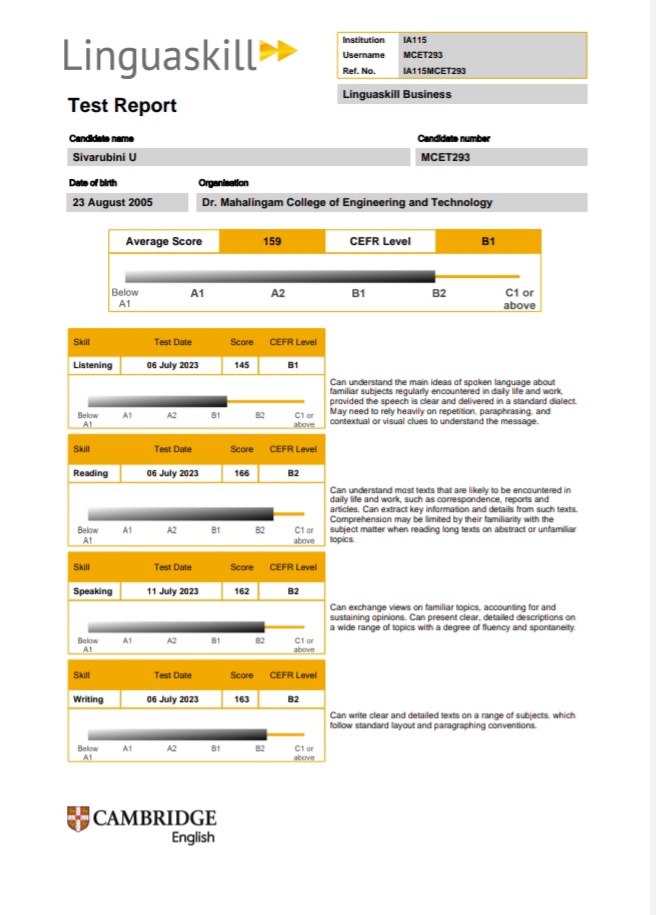 Linguaskill
Institution IA115
Username MCET293
Ref. No. IA115MCET293
Linguaskill Business
Test Report
Candidate name Candidate number
Sivarubini U MCET293
Date of birth Organisation
23 August 2005 Dr. Mahalingam College of Engineering and Technology
Average Score 159 CEFR Level B1
Below A1 A2 B1 B2 C1 or
A1 above
Skill Test Date Score CEFR Level
Listening 06 July 2023 145 B1
Below A1 A2 B1 B2 C1 or
A1 above
Can understand the main ideas of spoken language about
familiar subjects regularly encountered in daily life and work,
provided the speech is clear and delivered in a standard dialect.
May need to rely heavily on repetition, paraphrasing, and
contextual or visual clues to understand the message.
Skill Test Date Score CEFR Level
Reading 06 July 2023 166 B2
Below A1 A2 B1 B2 C1 or
A1 above
Can understand most texts that are likely to be encountered in
daily life and work, such as correspondence, reports and
articles. Can extract key information and details from such texts.
Comprehension may be limited by their familiarity with the
subject matter when reading long texts on abstract or unfamiliar
topics.
Skill Test Date Score CEFR Level
Speaking 11 July 2023 162 B2
Below A1 A2 B1 B2 C1 or
A1 above
Can exchange views on familiar topics, accounting for and
sustaining opinions. Can present clear, detailed descriptions on
a wide range of topics with a degree of fluency and spontaneity.
Skill Test Date Score CEFR Level
Writing 06 July 2023 163 B2
Below A1 A2 B1 B2 C1 or
A1 above
Can write clear and detailed texts on a range of subjects, which
follow standard layout and paragraphing conventions.
CAMBRIDGE
English